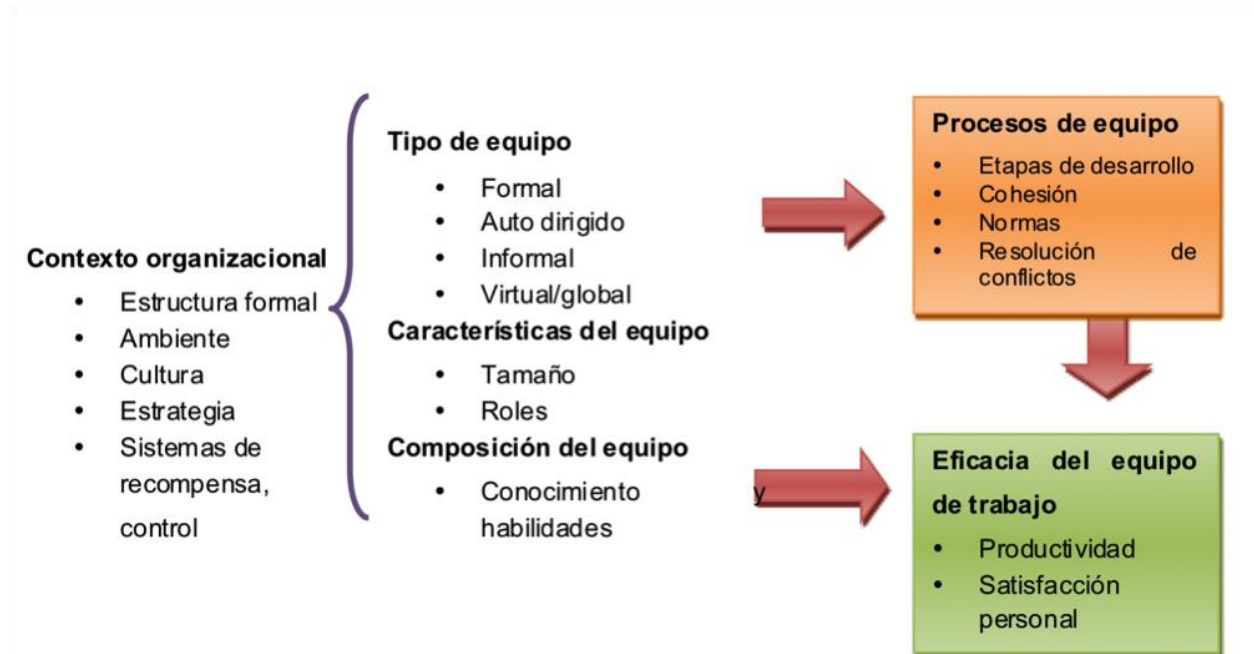 Contexto organizacional
• Estructura formal
• Ambiente
• Cultura
• Estrategia
• Sistemas de
recompensa,
control
Tipo de equipo
• Formal
• Auto dirigido
• Informal
• Virtual/global
Características del equipo
• Tamaño
• Roles
Composición del equipo
• Conocimiento y
habilidades
Procesos de equipo
• Etapas de desarrollo
• Cohesión
• Normas
• Resolución de
conflictos
Eficacia del equipo
de trabajo
• Productividad
• Satisfacción
personal